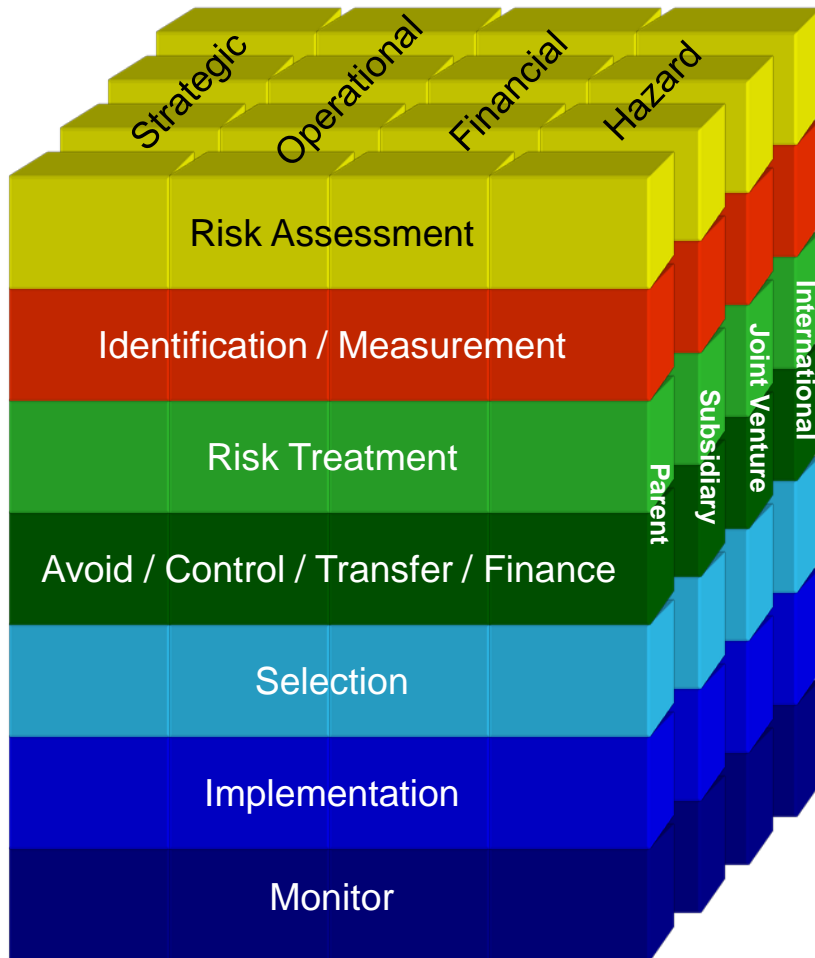 Strategic
Operational
Financial
Hazard
Risk Assessment
Identification / Measurement
Risk Treatment
Avoid / Control / Transfer / Finance
Selection
Implementation
Monitor
Parent
Subsidiary
Joint Venture
International